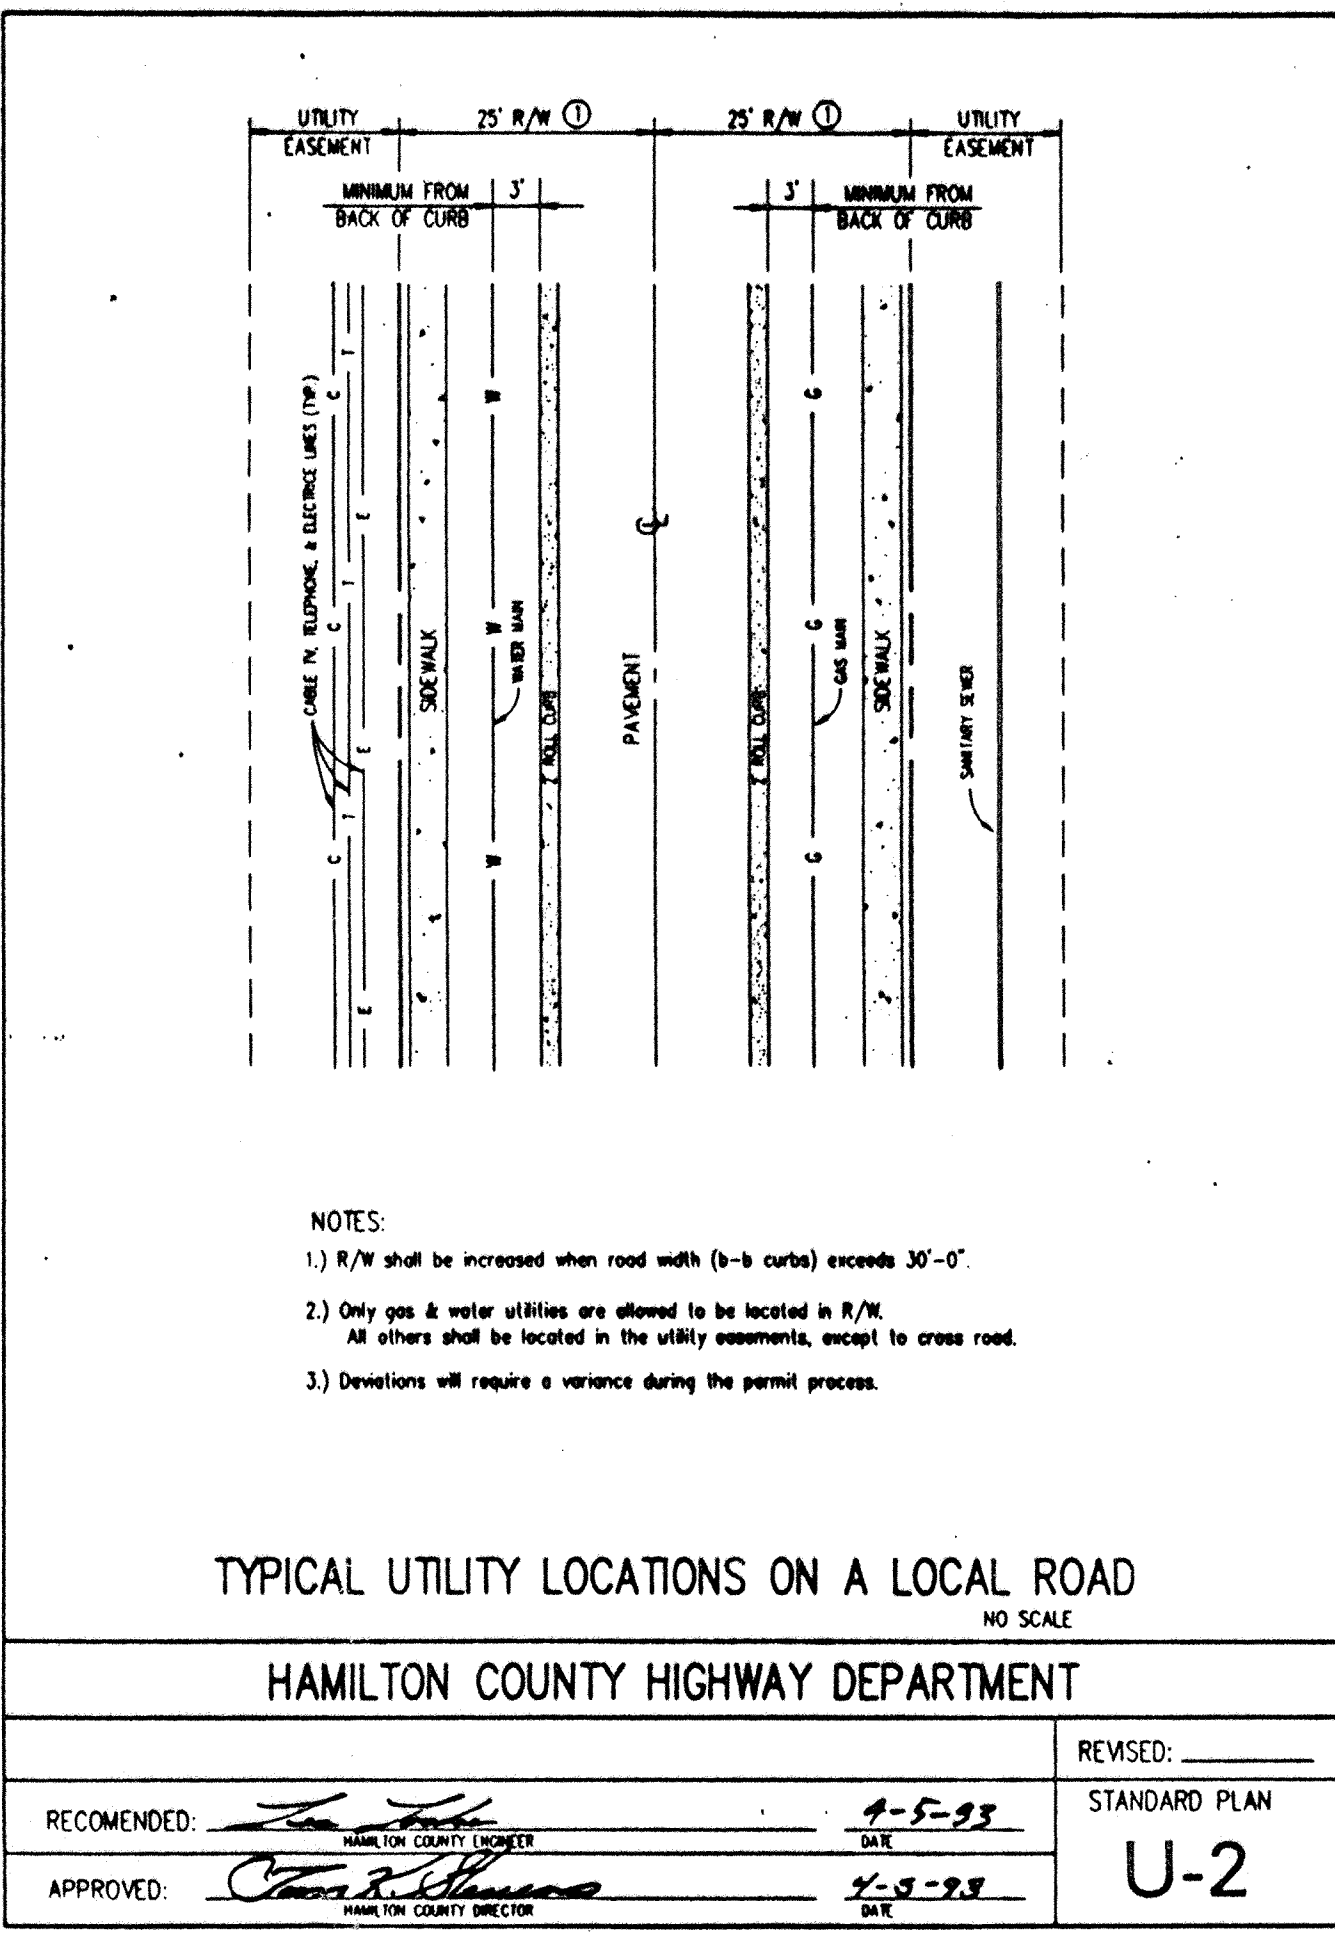 UTILITY
EASEMENT
25' R/W ①
25' R/W ①
UTILITY
EASEMENT
MINIMUM FROM
BACK OF CURB
3'
3'
MINIMUM FROM
BACK OF CURB
CABLE TV, TELEPHONE, & ELECTRICE LINES (TYP.)
C
T
E
C
T
E
C
T
E
SIDEWALK
W
W
W
WATER MAIN
2' ROLL CURB
PAVEMENT
2' ROLL CURB
G
G
G
GAS MAIN
SIDEWALK
SANITARY SEWER
NOTES:
1.) R/W shall be increased when road width (b-b curbs) exceeds 30'-0".
2.) Only gas & water utilities are allowed to be located in R/W.
All others shall be located in the utility easements, except to cross road.
3.) Deviations will require a variance during the permit process.
TYPICAL UTILITY LOCATIONS ON A LOCAL ROAD
NO SCALE
HAMILTON COUNTY HIGHWAY DEPARTMENT
REVISED:
RECOMENDED: 4-5-93
HAMILTON COUNTY ENGINEER DATE
APPROVED: 4-5-93
HAMILTON COUNTY DIRECTOR DATE
STANDARD PLAN
U-2